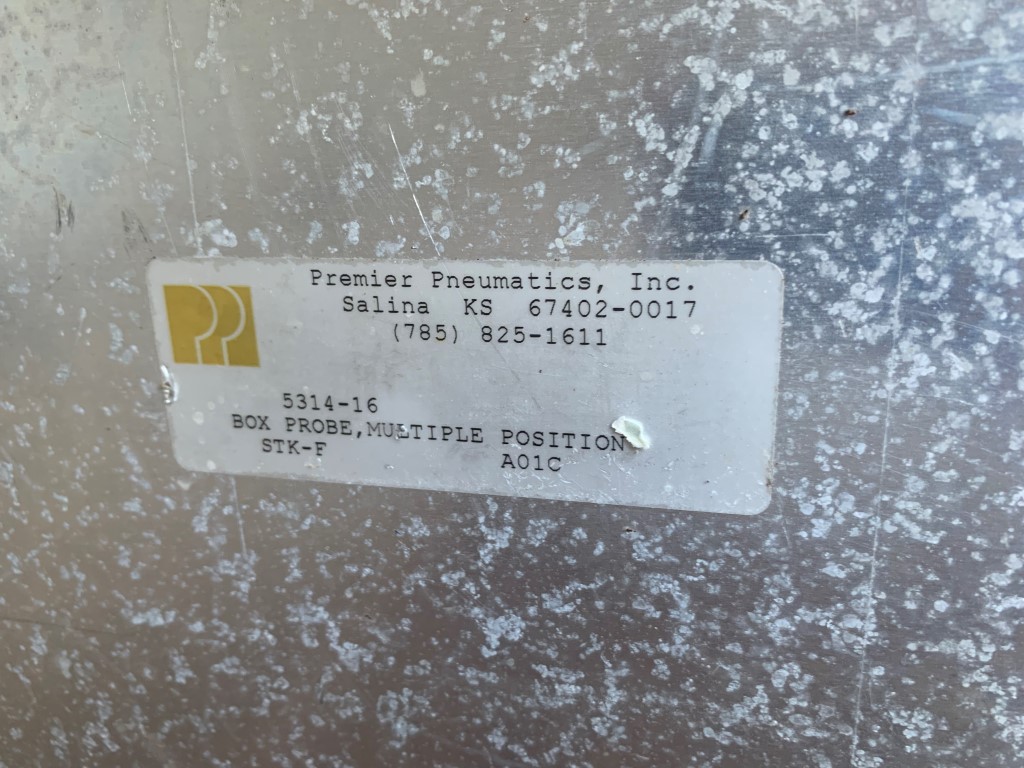 Premier Pneumatics, Inc.
Salina KS 67402-0017
(785) 825-1611
5314-16
BOX PROBE,MULTIPLE POSITION
STK-F A01C